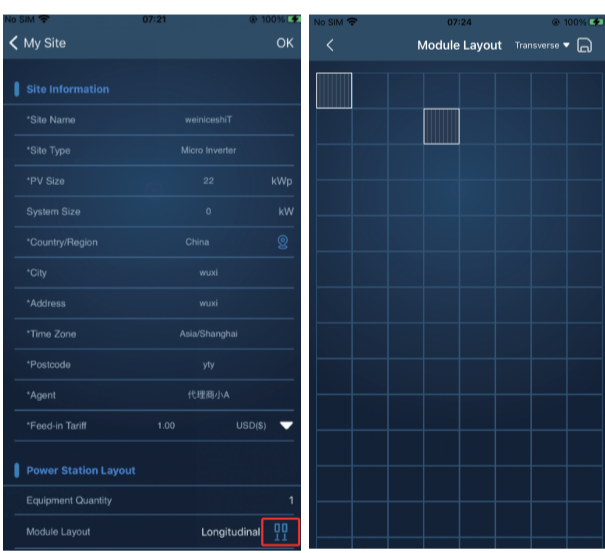 No SIM 07:21 100%
My Site OK
Site Information
*Site Name weiniceshiT
*Site Type Micro Inverter
*PV Size 22 kWp
System Size 0 kW
*Country/Region China
*City wuxi
*Address wuxi
*Time Zone Asia/Shanghai
*Postcode yty
*Agent 代理商小A
*Feed-in Tariff 1.00 USD($)
Power Station Layout
Equipment Quantity 1
Module Layout Longitudinal
No SIM 07:24 100%
Module Layout Transverse